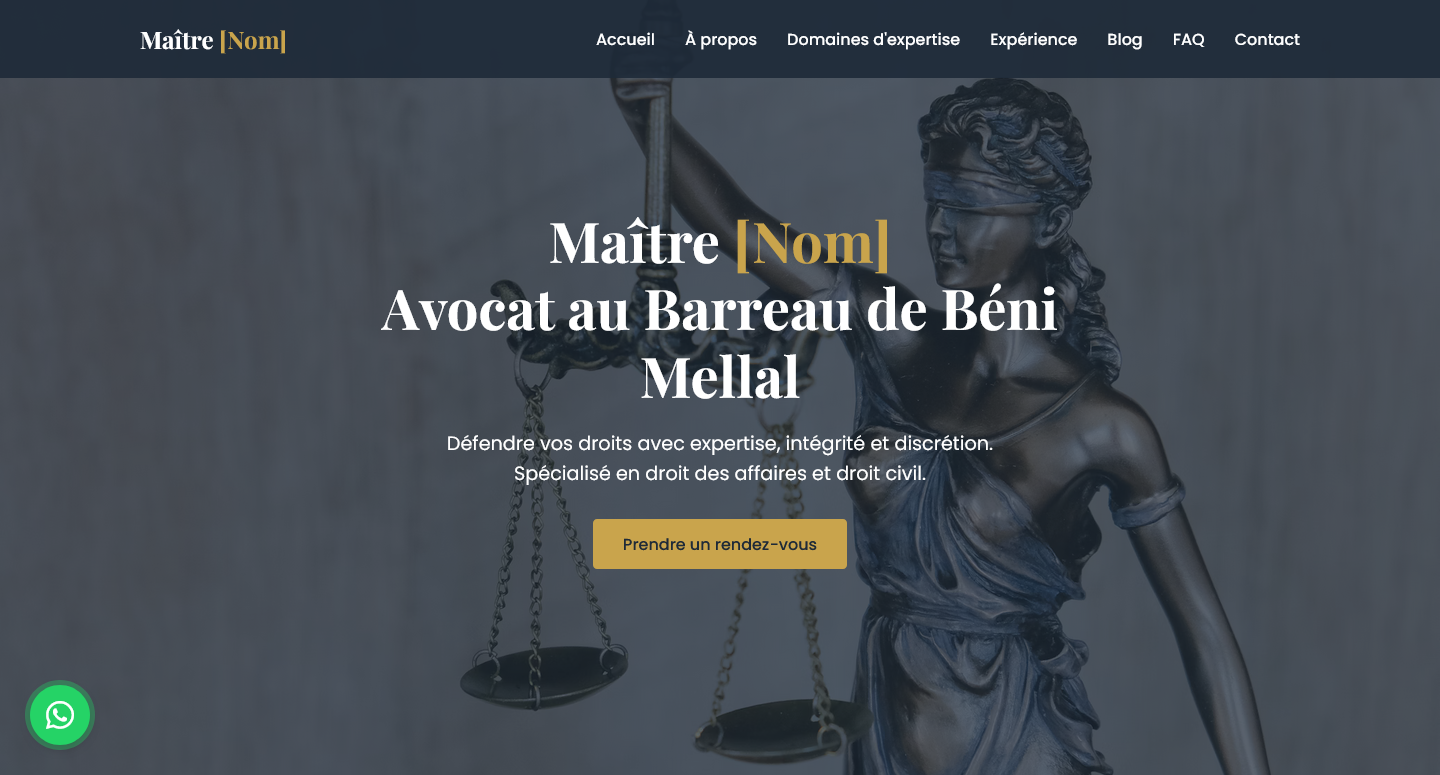 Maître [Nom]
Accueil À propos Domaines d'expertise Expérience Blog FAQ Contact
Maître [Nom]
Avocat au Barreau de Béni
Mellal
Défendre vos droits avec expertise, intégrité et discrétion.
Spécialisé en droit des affaires et droit civil.
Prendre un rendez-vous